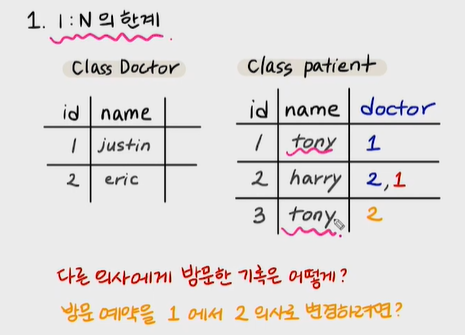 1. 1:N의 한계
Class Doctor
id name
1 justin
2 eric
Class patient
id name doctor
1 tony 1
2 harry 2,1
3 tony 2
다른 의사에게 방문한 기록은 어떻게?
방문 예약을 1에서 2 의사로 변경하려면?